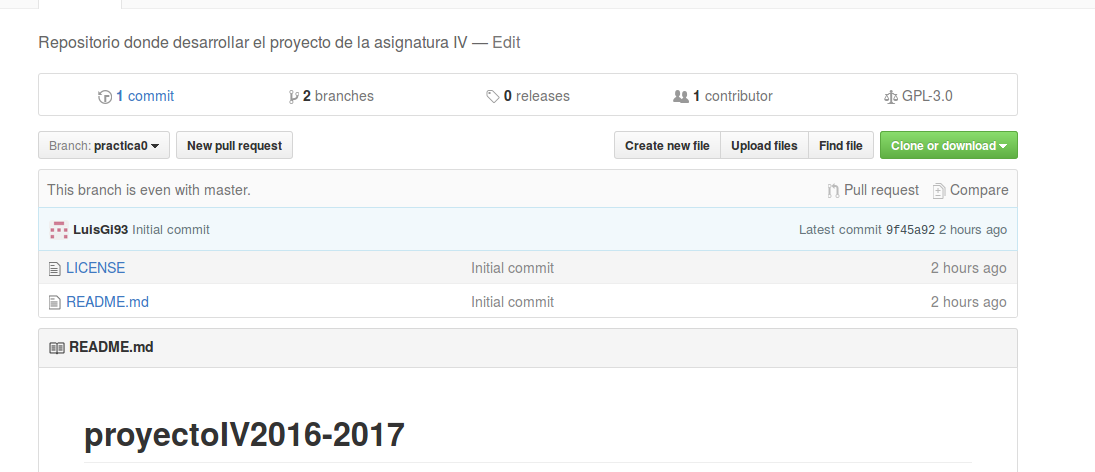 Repositorio donde desarrollar el proyecto de la asignatura IV — Edit
1 commit 2 branches 0 releases 1 contributor GPL-3.0
Branch: practica0 New pull request Create new file Upload files Find file Clone or download
This branch is even with master. Pull request Compare
LuisGi93 Initial commit Latest commit 9f45a92 2 hours ago
LICENSE Initial commit 2 hours ago
README.md Initial commit 2 hours ago
README.md
proyectoIV2016-2017